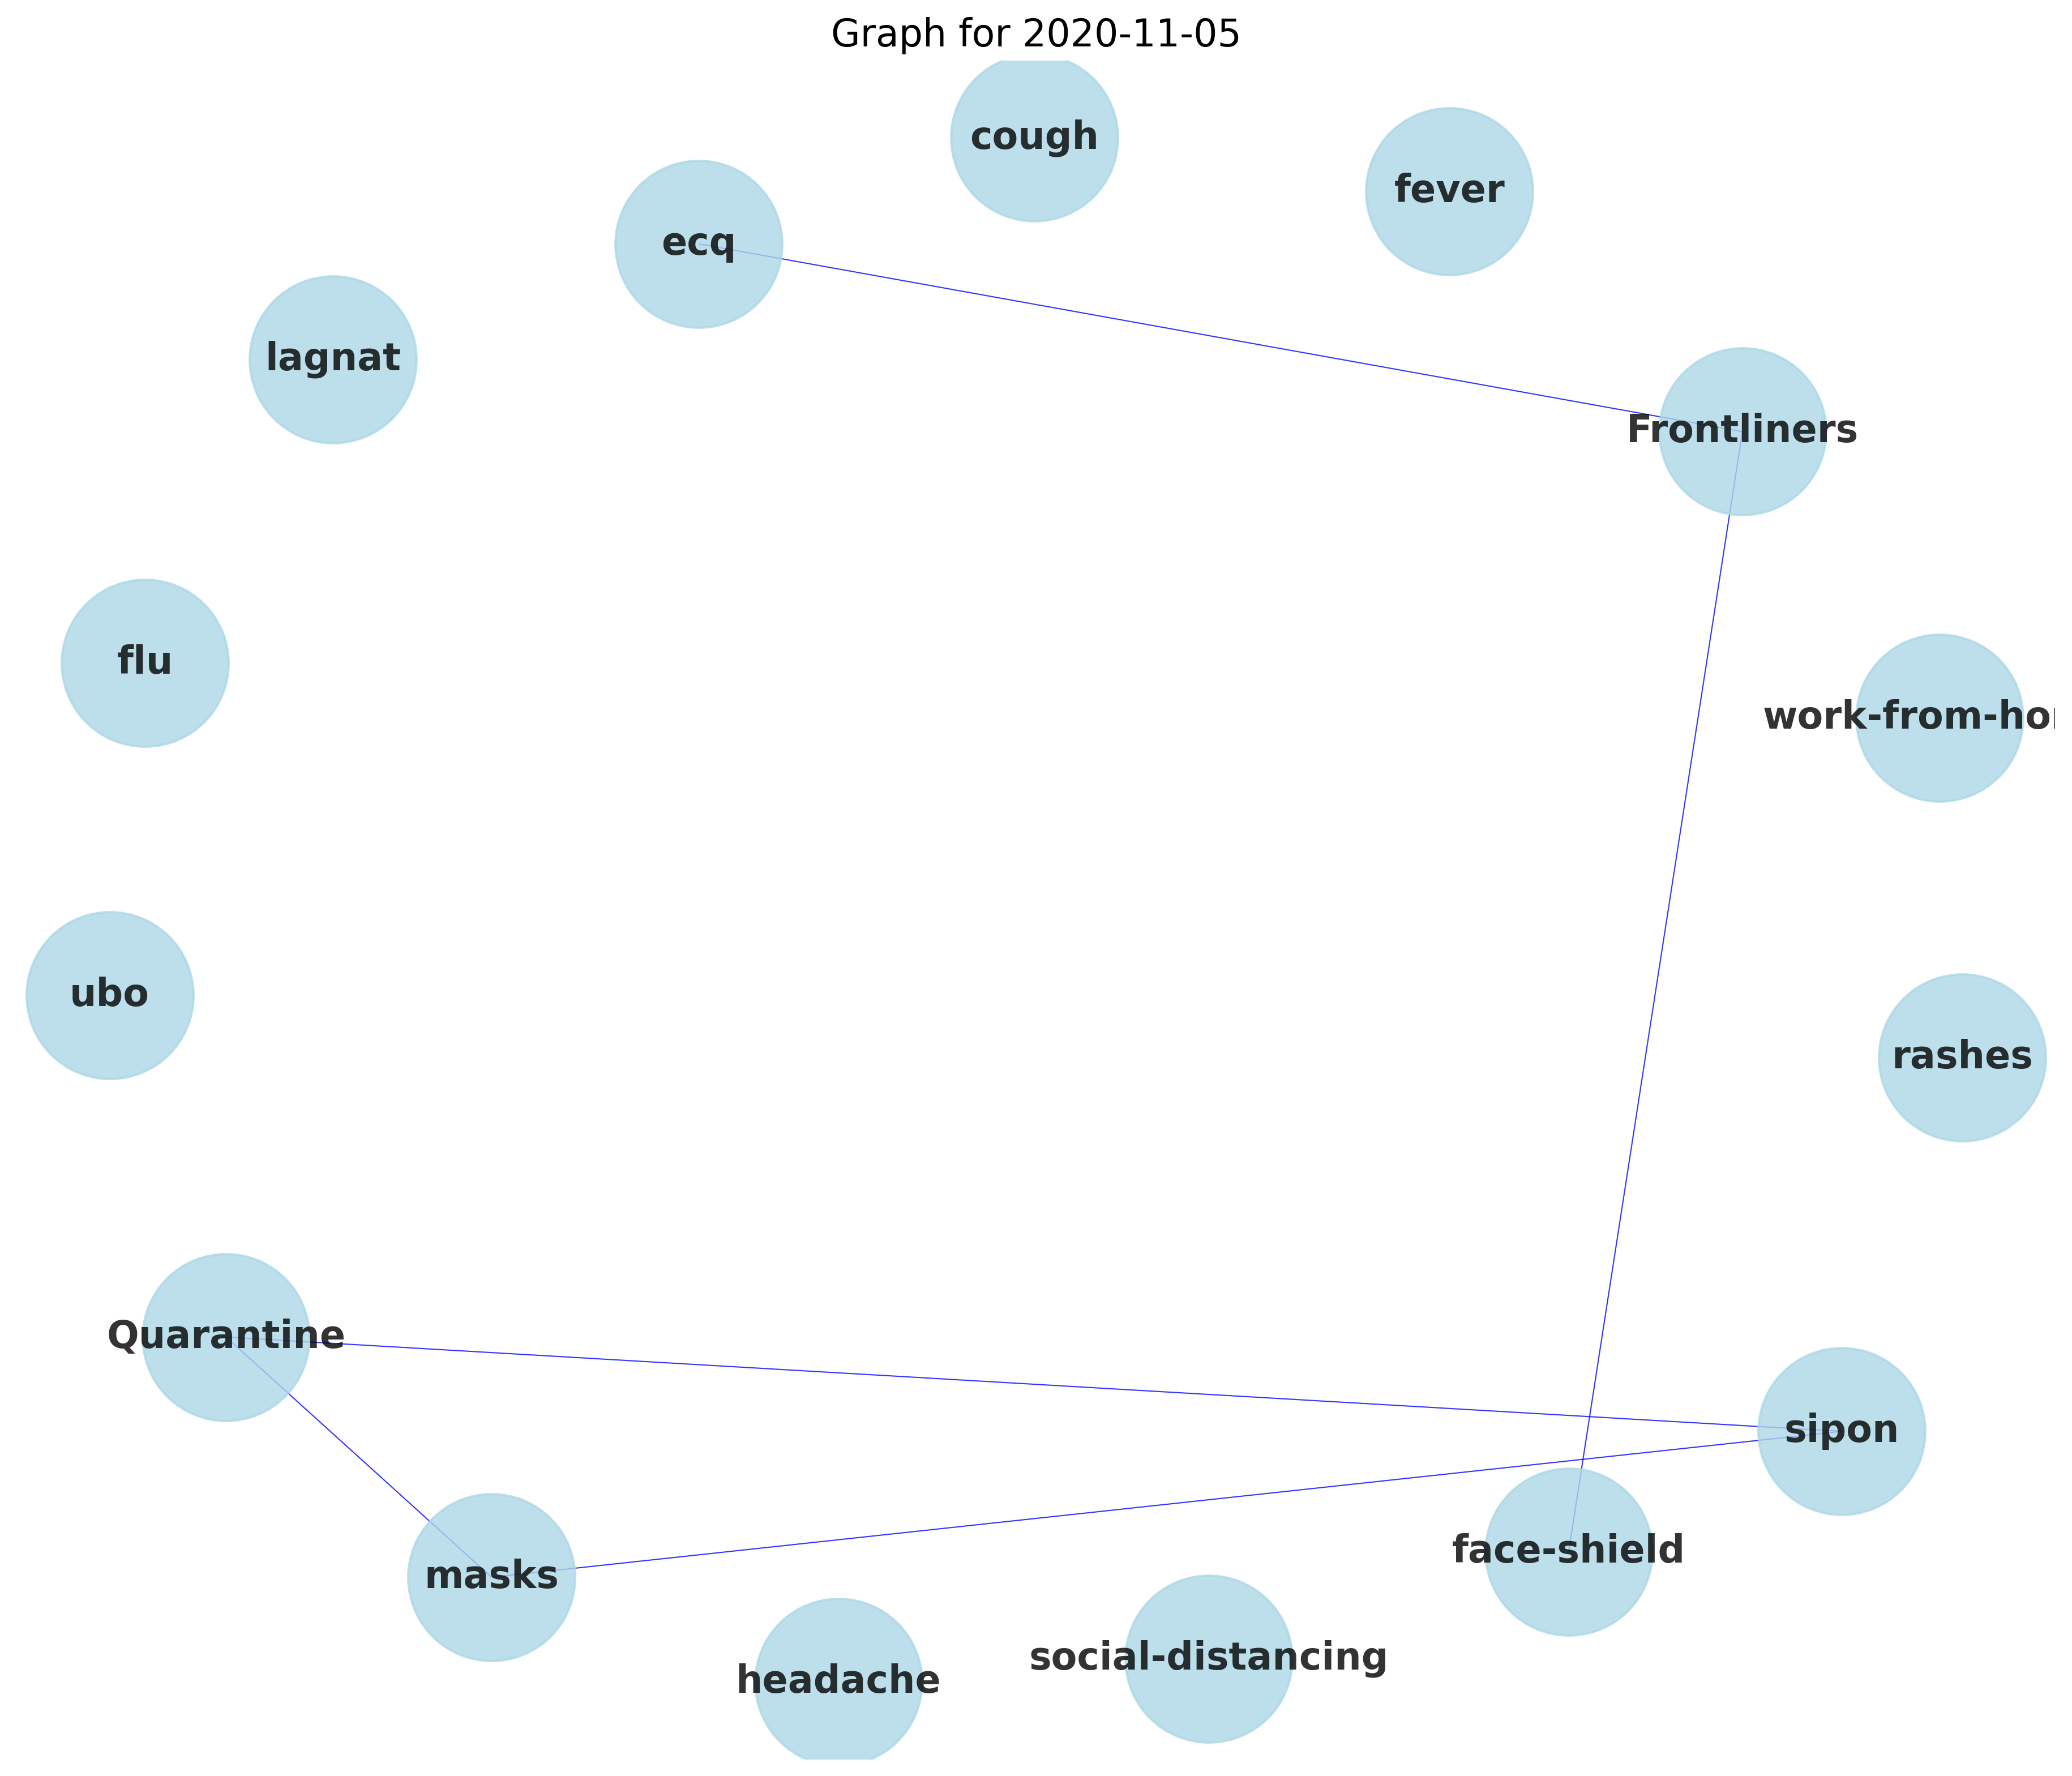 Graph for 2020-11-05
cough
fever
ecq
lagnat
Frontliners
flu
work-from-ho
ubo
rashes
Quarantine
sipon
face-shield
masks
social-distancing
headache